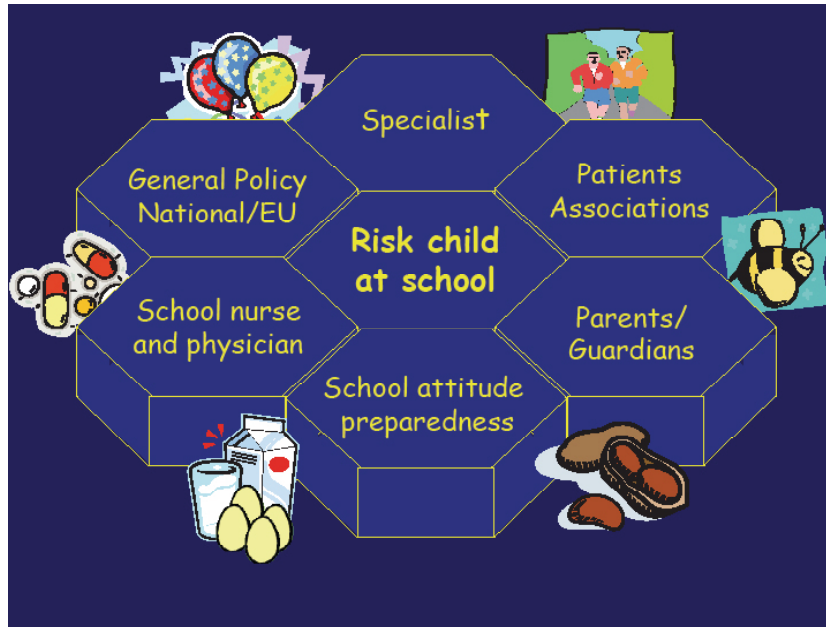 Specialist
General Policy
National/EU
Patients
Associations
Risk child
at school
School nurse
and physician
Parents/
Guardians
School attitude
preparedness